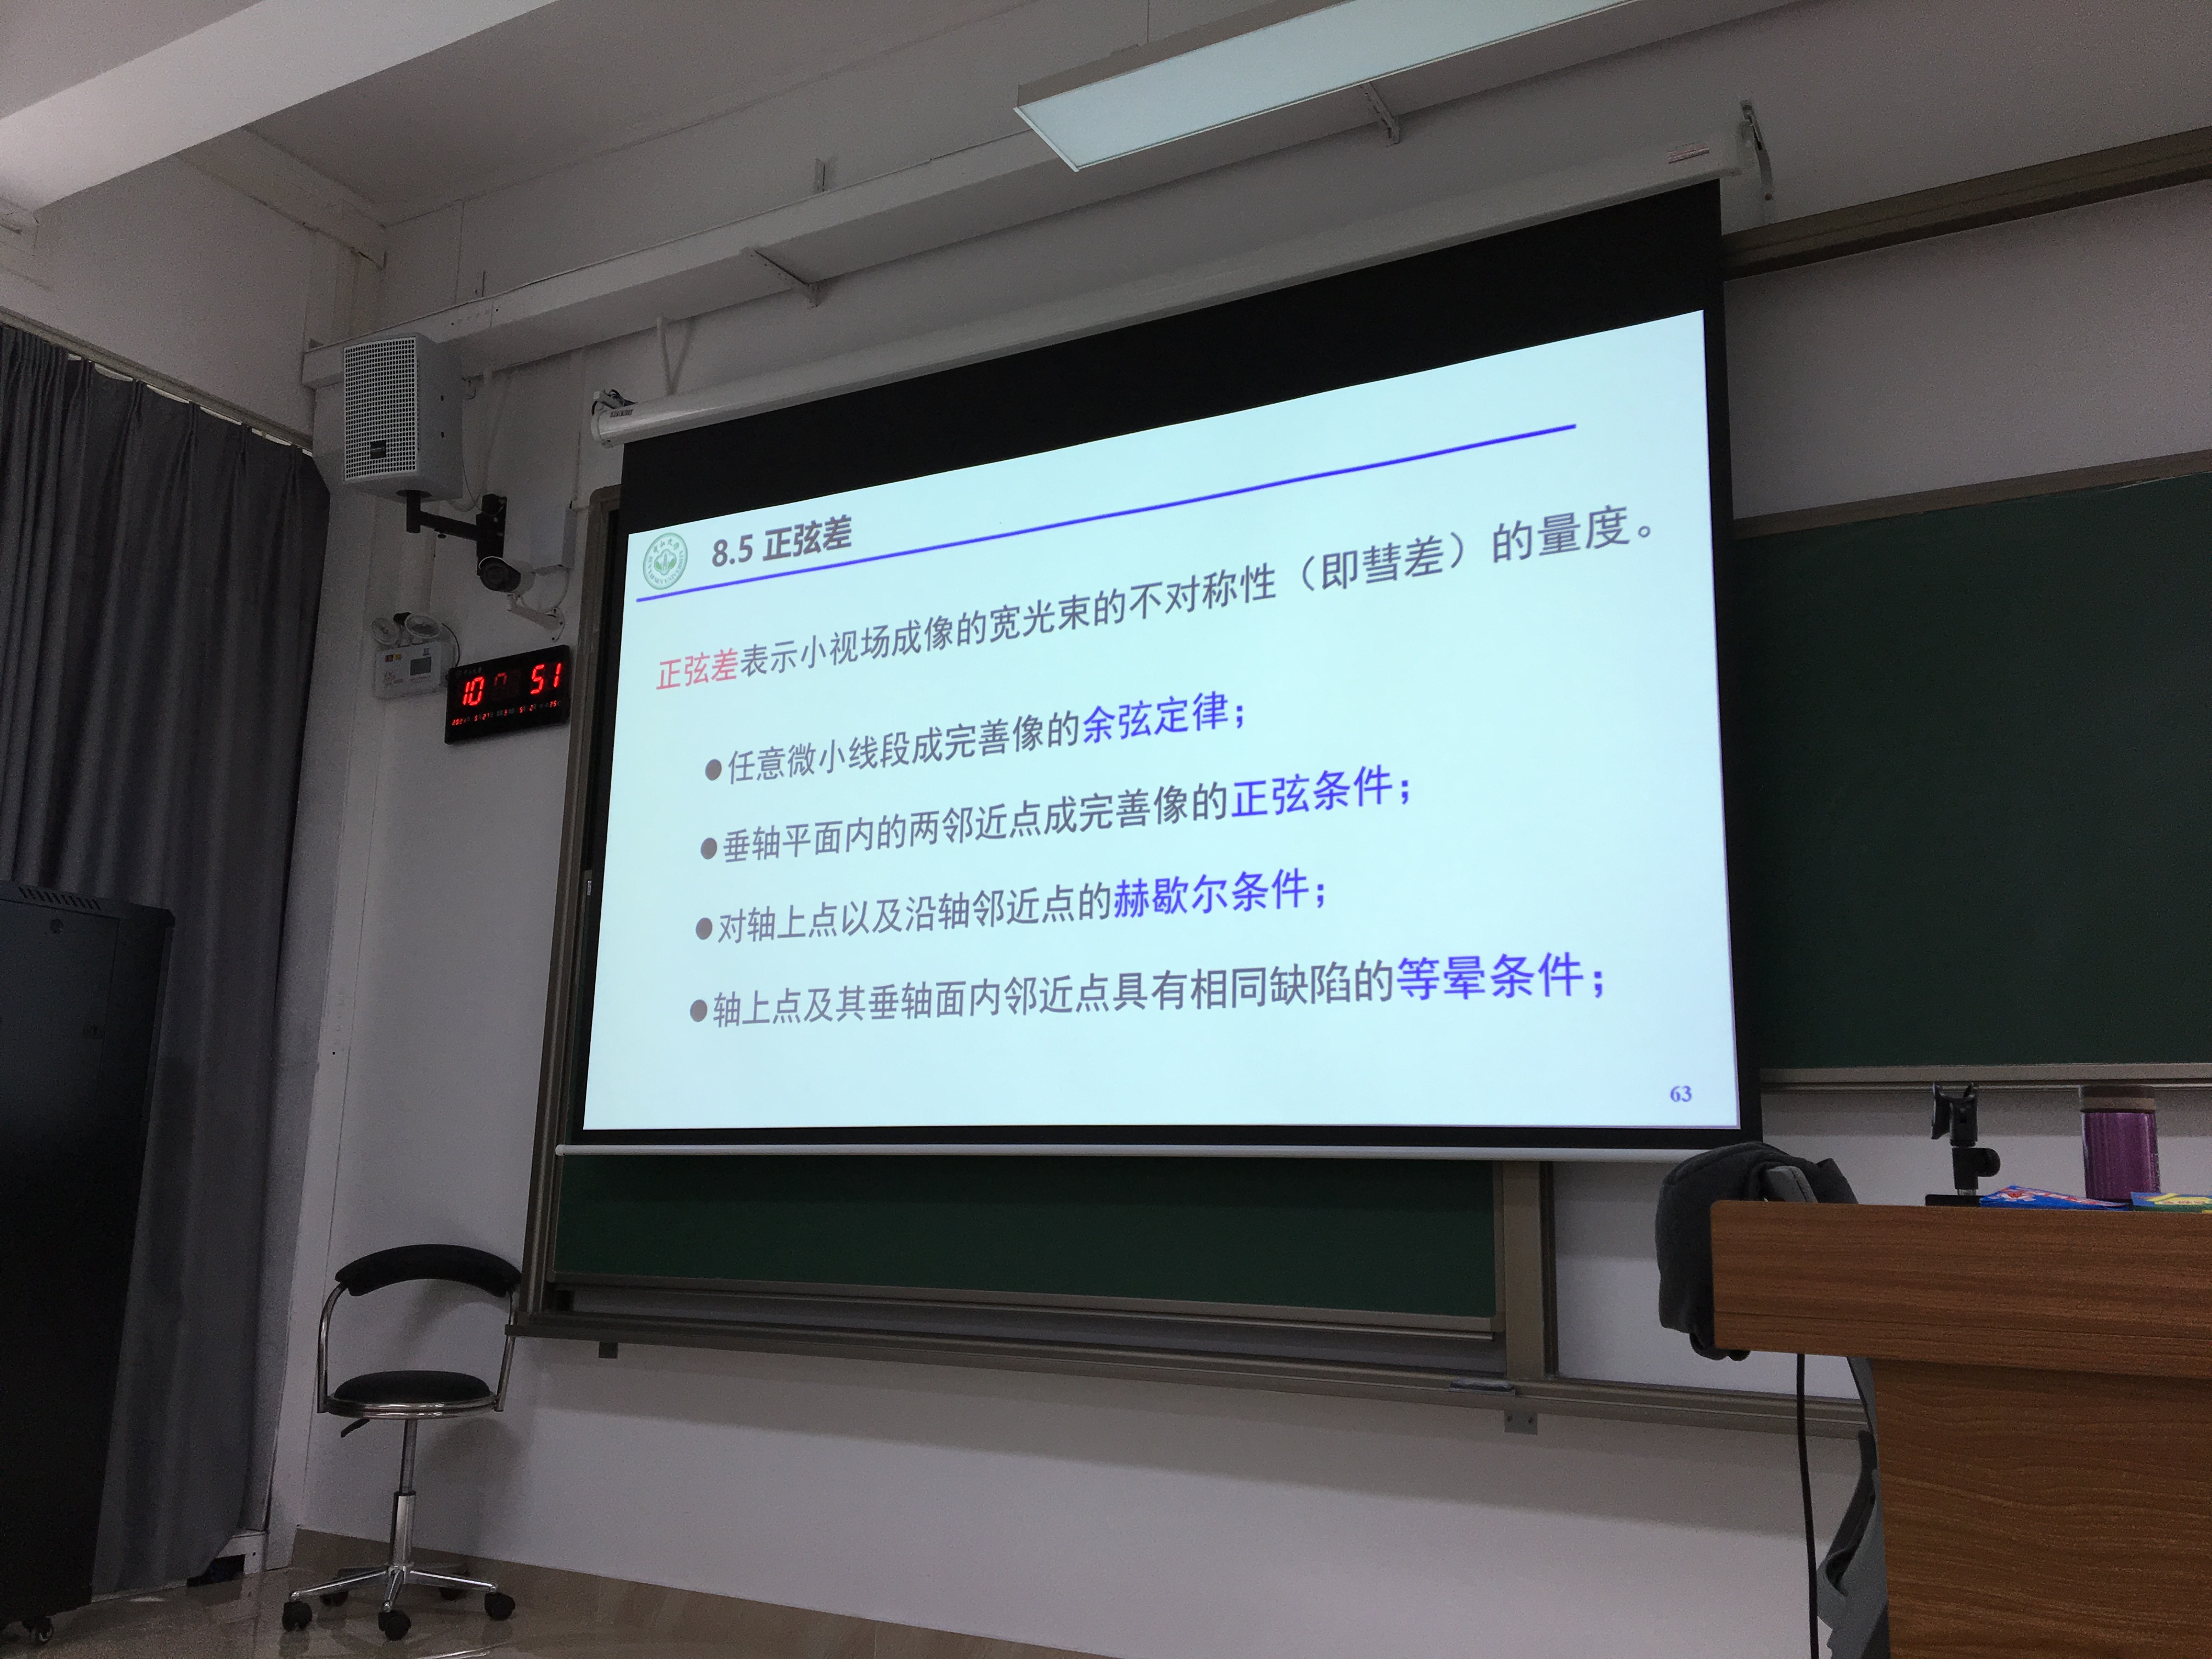 8.5 正弦差
正弦差表示小视场成像的宽光束的不对称性（即彗差）的量度。
●任意微小线段成完善像的余弦定律；
●垂轴平面内的两邻近点成完善像的正弦条件；
●对轴上点以及沿轴邻近点的赫歇尔条件；
●轴上点及其垂轴面内邻近点具有相同缺陷的等晕条件；
63
10 51